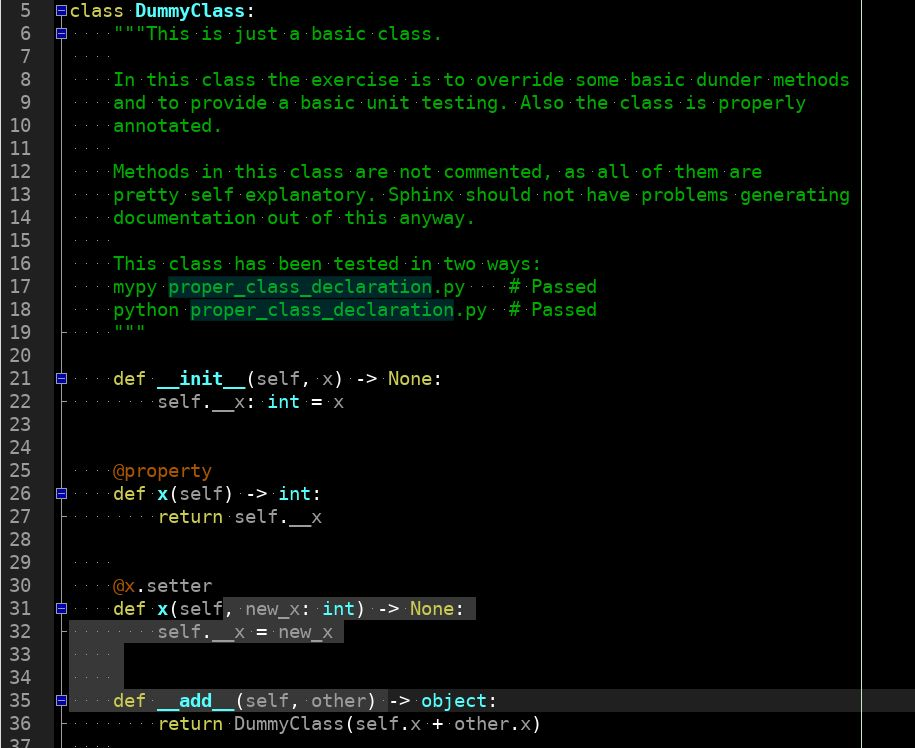 5 class DummyClass:
6     """This is just a basic class.
7
8     In this class the exercise is to override some basic dunder methods
9     and to provide a basic unit testing. Also the class is properly
10     annotated.
11
12     Methods in this class are not commented, as all of them are
13     pretty self explanatory. Sphinx should not have problems generating
14     documentation out of this anyway.
15
16     This class has been tested in two ways:
17     mypy proper_class_declaration.py    # Passed
18     python proper_class_declaration.py  # Passed
19     """
20
21     def __init__(self, x) -> None:
22         self.__x: int = x
23
24
25     @property
26     def x(self) -> int:
27         return self.__x
28
29
30     @x.setter
31     def x(self, new_x: int) -> None:
32         self.__x = new_x
33
34
35     def __add__(self, other) -> object:
36         return DummyClass(self.x + other.x)
37